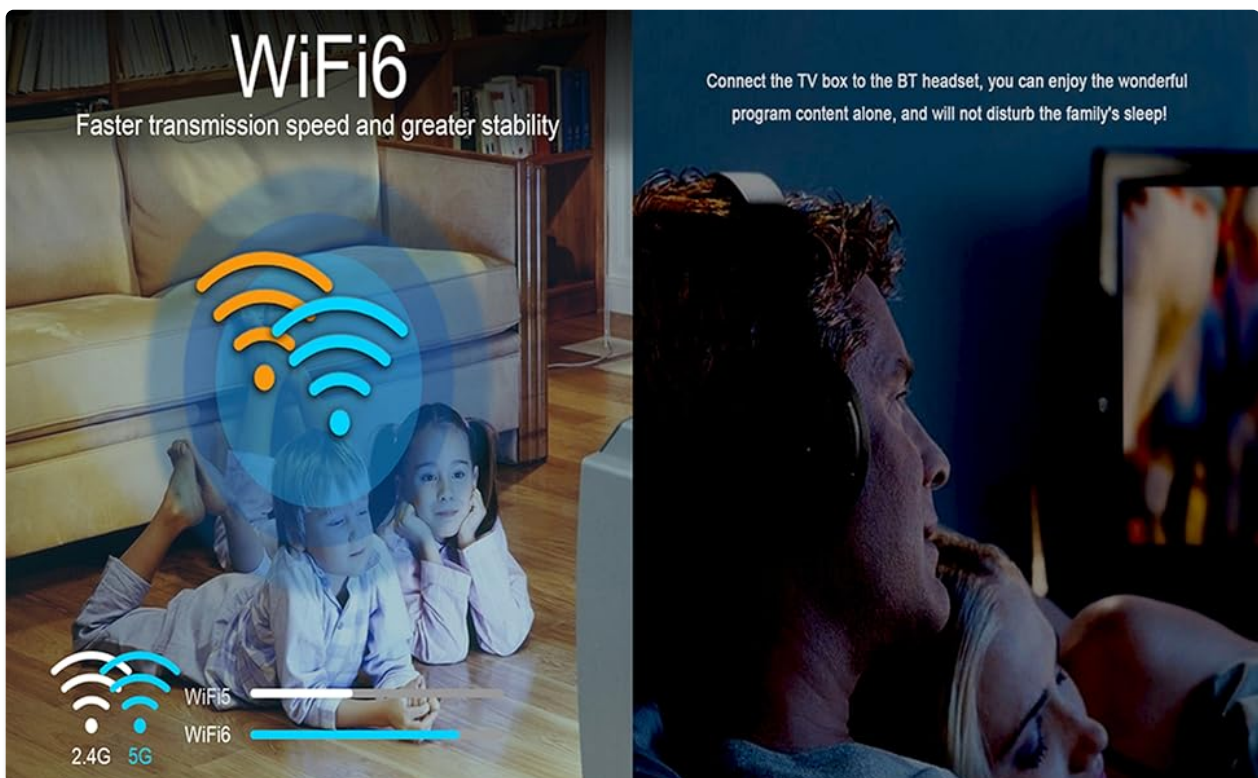 WiFi6
Faster transmission speed and greater stability
WiFi5
WiFi6
2.4G 5G
Connect the TV box to the BT headset, you can enjoy the wonderful
program content alone, and will not disturb the family's sleep!